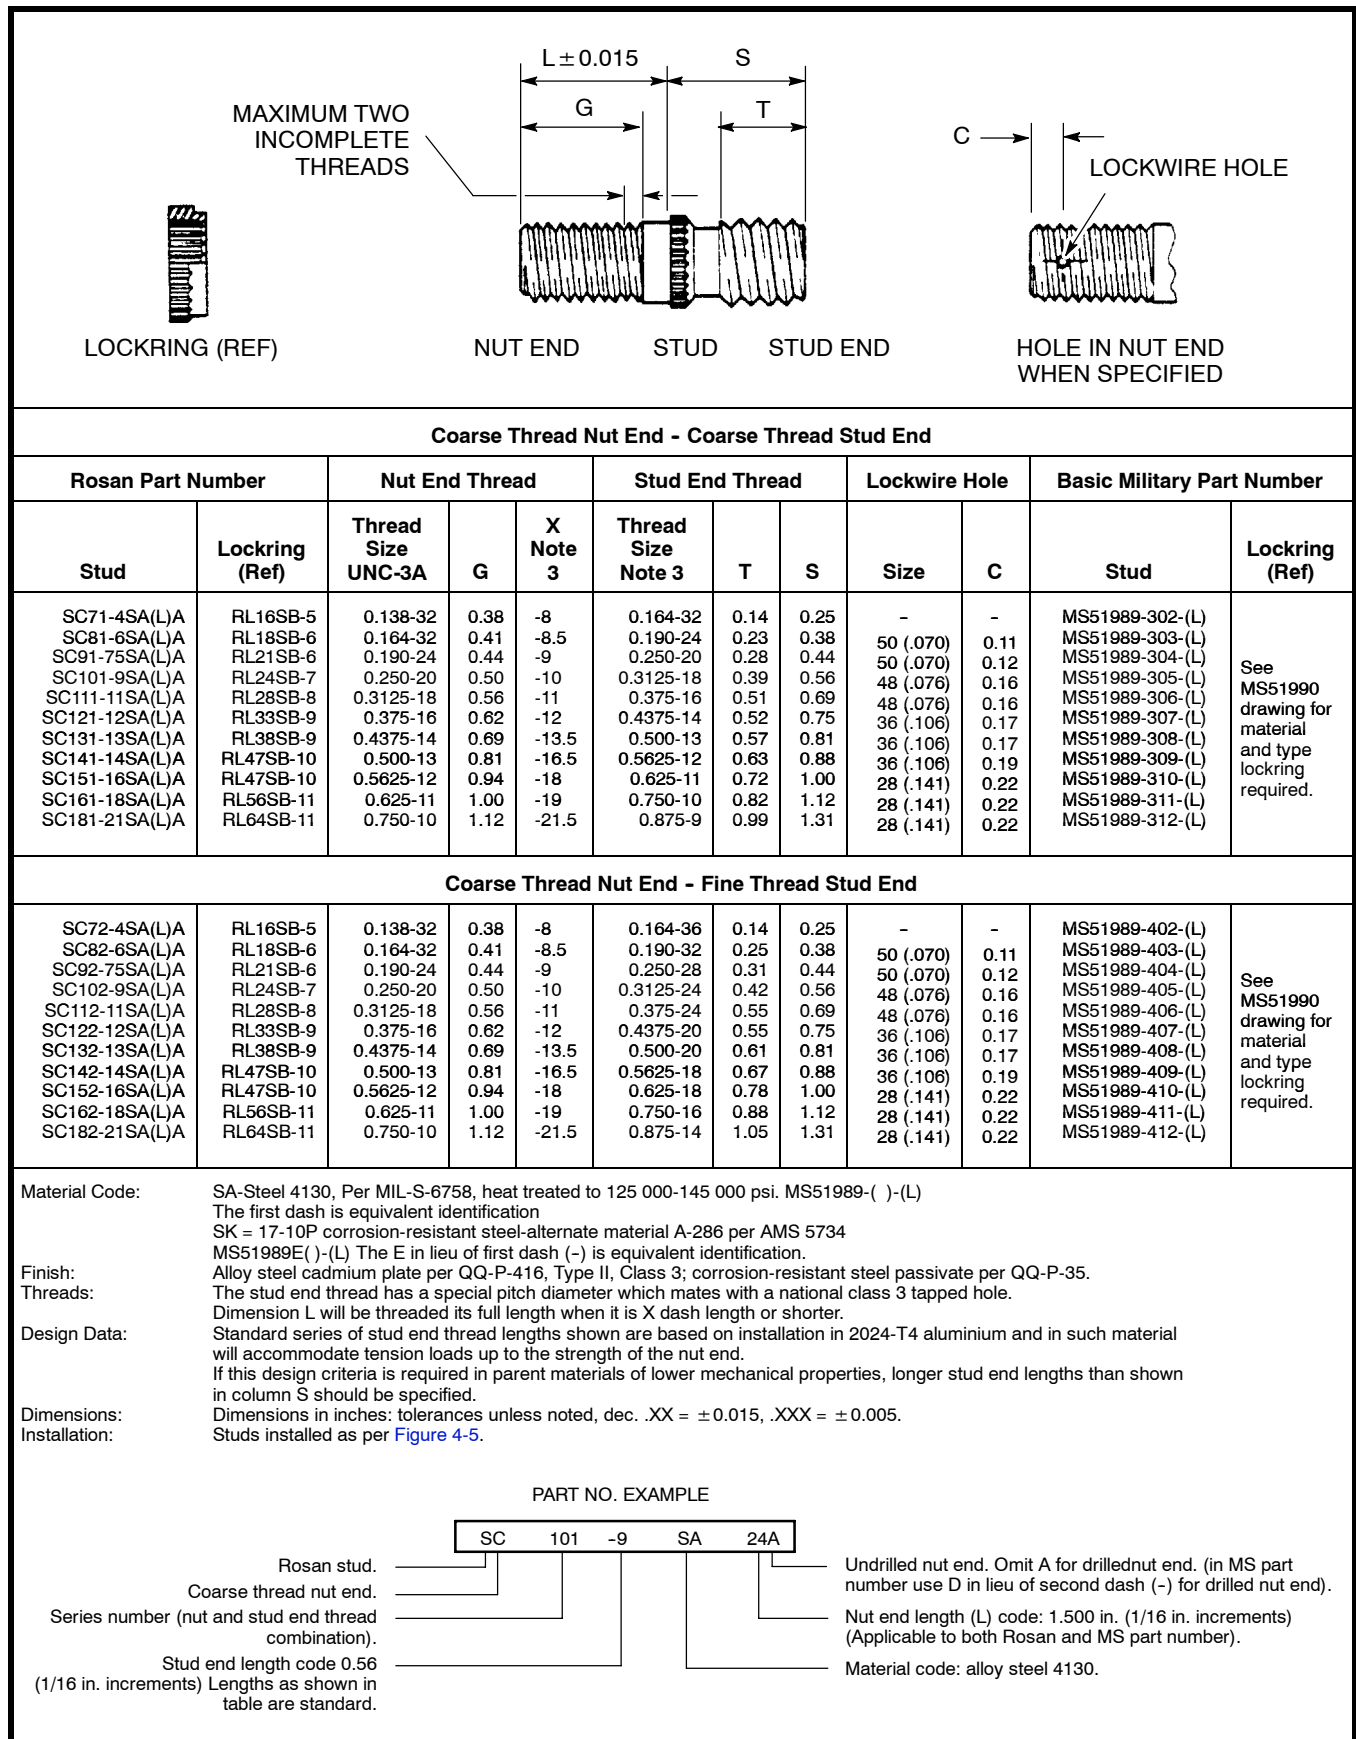 L ± 0.015
S
G
T
MAXIMUM TWO
INCOMPLETE
THREADS
C
LOCKWIRE HOLE
LOCKRING (REF)
NUT END
STUD
STUD END
HOLE IN NUT END
WHEN SPECIFIED
Coarse Thread Nut End - Coarse Thread Stud End
Rosan Part Number Nut End Thread Stud End Thread Lockwire Hole Basic Military Part Number
Stud Lockring (Ref) Thread Size UNC-3A G X Note 3 Thread Size Note 3 T S Size C Stud Lockring (Ref)
SC71-4SA(L)A RL16SB-5 0.138-32 0.38 -8 0.164-32 0.14 0.25 - - MS51989-302-(L)
SC81-6SA(L)A RL18SB-6 0.164-32 0.41 -8.5 0.190-24 0.23 0.38 50 (.070) 0.11 MS51989-303-(L)
SC91-75SA(L)A RL21SB-6 0.190-24 0.44 -9 0.250-20 0.28 0.44 50 (.070) 0.12 MS51989-304-(L)
SC101-9SA(L)A RL24SB-7 0.250-20 0.50 -10 0.3125-18 0.39 0.56 48 (.076) 0.16 MS51989-305-(L)
SC111-11SA(L)A RL28SB-8 0.3125-18 0.56 -11 0.375-16 0.51 0.69 48 (.076) 0.16 MS51989-306-(L)
SC121-12SA(L)A RL33SB-9 0.375-16 0.62 -12 0.4375-14 0.52 0.75 36 (.106) 0.17 MS51989-307-(L)
SC131-13SA(L)A RL38SB-9 0.4375-14 0.69 -13.5 0.500-13 0.57 0.81 36 (.106) 0.17 MS51989-308-(L)
SC141-14SA(L)A RL47SB-10 0.500-13 0.81 -16.5 0.5625-12 0.63 0.88 36 (.106) 0.19 MS51989-309-(L)
SC151-16SA(L)A RL47SB-10 0.5625-12 0.94 -18 0.625-11 0.72 1.00 28 (.141) 0.22 MS51989-310-(L)
SC161-18SA(L)A RL56SB-11 0.625-11 1.00 -19 0.750-10 0.82 1.12 28 (.141) 0.22 MS51989-311-(L)
SC181-21SA(L)A RL64SB-11 0.750-10 1.12 -21.5 0.875-9 0.99 1.31 28 (.141) 0.22 MS51989-312-(L)
See
MS51990
drawing for
material
and type
lockring
required.
Coarse Thread Nut End - Fine Thread Stud End
SC72-4SA(L)A RL16SB-5 0.138-32 0.38 -8 0.164-36 0.14 0.25 - - MS51989-402-(L)
SC82-6SA(L)A RL18SB-6 0.164-32 0.41 -8.5 0.190-32 0.25 0.38 50 (.070) 0.11 MS51989-403-(L)
SC92-75SA(L)A RL21SB-6 0.190-24 0.44 -9 0.250-28 0.31 0.44 50 (.070) 0.12 MS51989-404-(L)
SC102-9SA(L)A RL24SB-7 0.250-20 0.50 -10 0.3125-24 0.42 0.56 48 (.076) 0.16 MS51989-405-(L)
SC112-11SA(L)A RL28SB-8 0.3125-18 0.56 -11 0.375-24 0.55 0.69 48 (.076) 0.16 MS51989-406-(L)
SC122-12SA(L)A RL33SB-9 0.375-16 0.62 -12 0.4375-20 0.55 0.75 36 (.106) 0.17 MS51989-407-(L)
SC132-13SA(L)A RL38SB-9 0.4375-14 0.69 -13.5 0.500-20 0.61 0.81 36 (.106) 0.17 MS51989-408-(L)
SC142-14SA(L)A RL47SB-10 0.500-13 0.81 -16.5 0.5625-18 0.67 0.88 36 (.106) 0.19 MS51989-409-(L)
SC152-16SA(L)A RL47SB-10 0.5625-12 0.94 -18 0.625-18 0.78 1.00 28 (.141) 0.22 MS51989-410-(L)
SC162-18SA(L)A RL56SB-11 0.625-11 1.00 -19 0.750-16 0.88 1.12 28 (.141) 0.22 MS51989-411-(L)
SC182-21SA(L)A RL64SB-11 0.750-10 1.12 -21.5 0.875-14 1.05 1.31 28 (.141) 0.22 MS51989-412-(L)
See
MS51990
drawing for
material
and type
lockring
required.
Material Code: SA-Steel 4130, Per MIL-S-6758, heat treated to 125 000-145 000 psi. MS51989-( )-(L)
The first dash is equivalent identification
SK = 17-10P corrosion-resistant steel-alternate material A-286 per AMS 5734
MS51989E( )-(L) The E in lieu of first dash (-) is equivalent identification.
Finish: Alloy steel cadmium plate per QQ-P-416, Type II, Class 3; corrosion-resistant steel passivate per QQ-P-35.
Threads: The stud end thread has a special pitch diameter which mates with a national class 3 tapped hole.
Dimension L will be threaded its full length when it is X dash length or shorter.
Design Data: Standard series of stud end thread lengths shown are based on installation in 2024-T4 aluminium and in such material
will accommodate tension loads up to the strength of the nut end.
If this design criteria is required in parent materials of lower mechanical properties, longer stud end lengths than shown
in column S should be specified.
Dimensions: Dimensions in inches: tolerances unless noted, dec. .XX = ±0.015, .XXX = ±0.005.
Installation: Studs installed as per Figure 4-5.
PART NO. EXAMPLE
SC 101 -9 SA 24A
Rosan stud.
Coarse thread nut end.
Series number (nut and stud end thread
combination).
Stud end length code 0.56
(1/16 in. increments) Lengths as shown in
table are standard.
Undrilled nut end. Omit A for drillednut end. (in MS part
number use D in lieu of second dash (-) for drilled nut end).
Nut end length (L) code: 1.500 in. (1/16 in. increments)
(Applicable to both Rosan and MS part number).
Material code: alloy steel 4130.